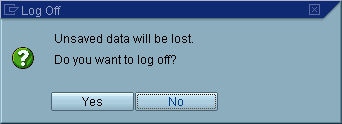 Log Off
Unsaved data will be lost.
Do you want to log off?
Yes
No